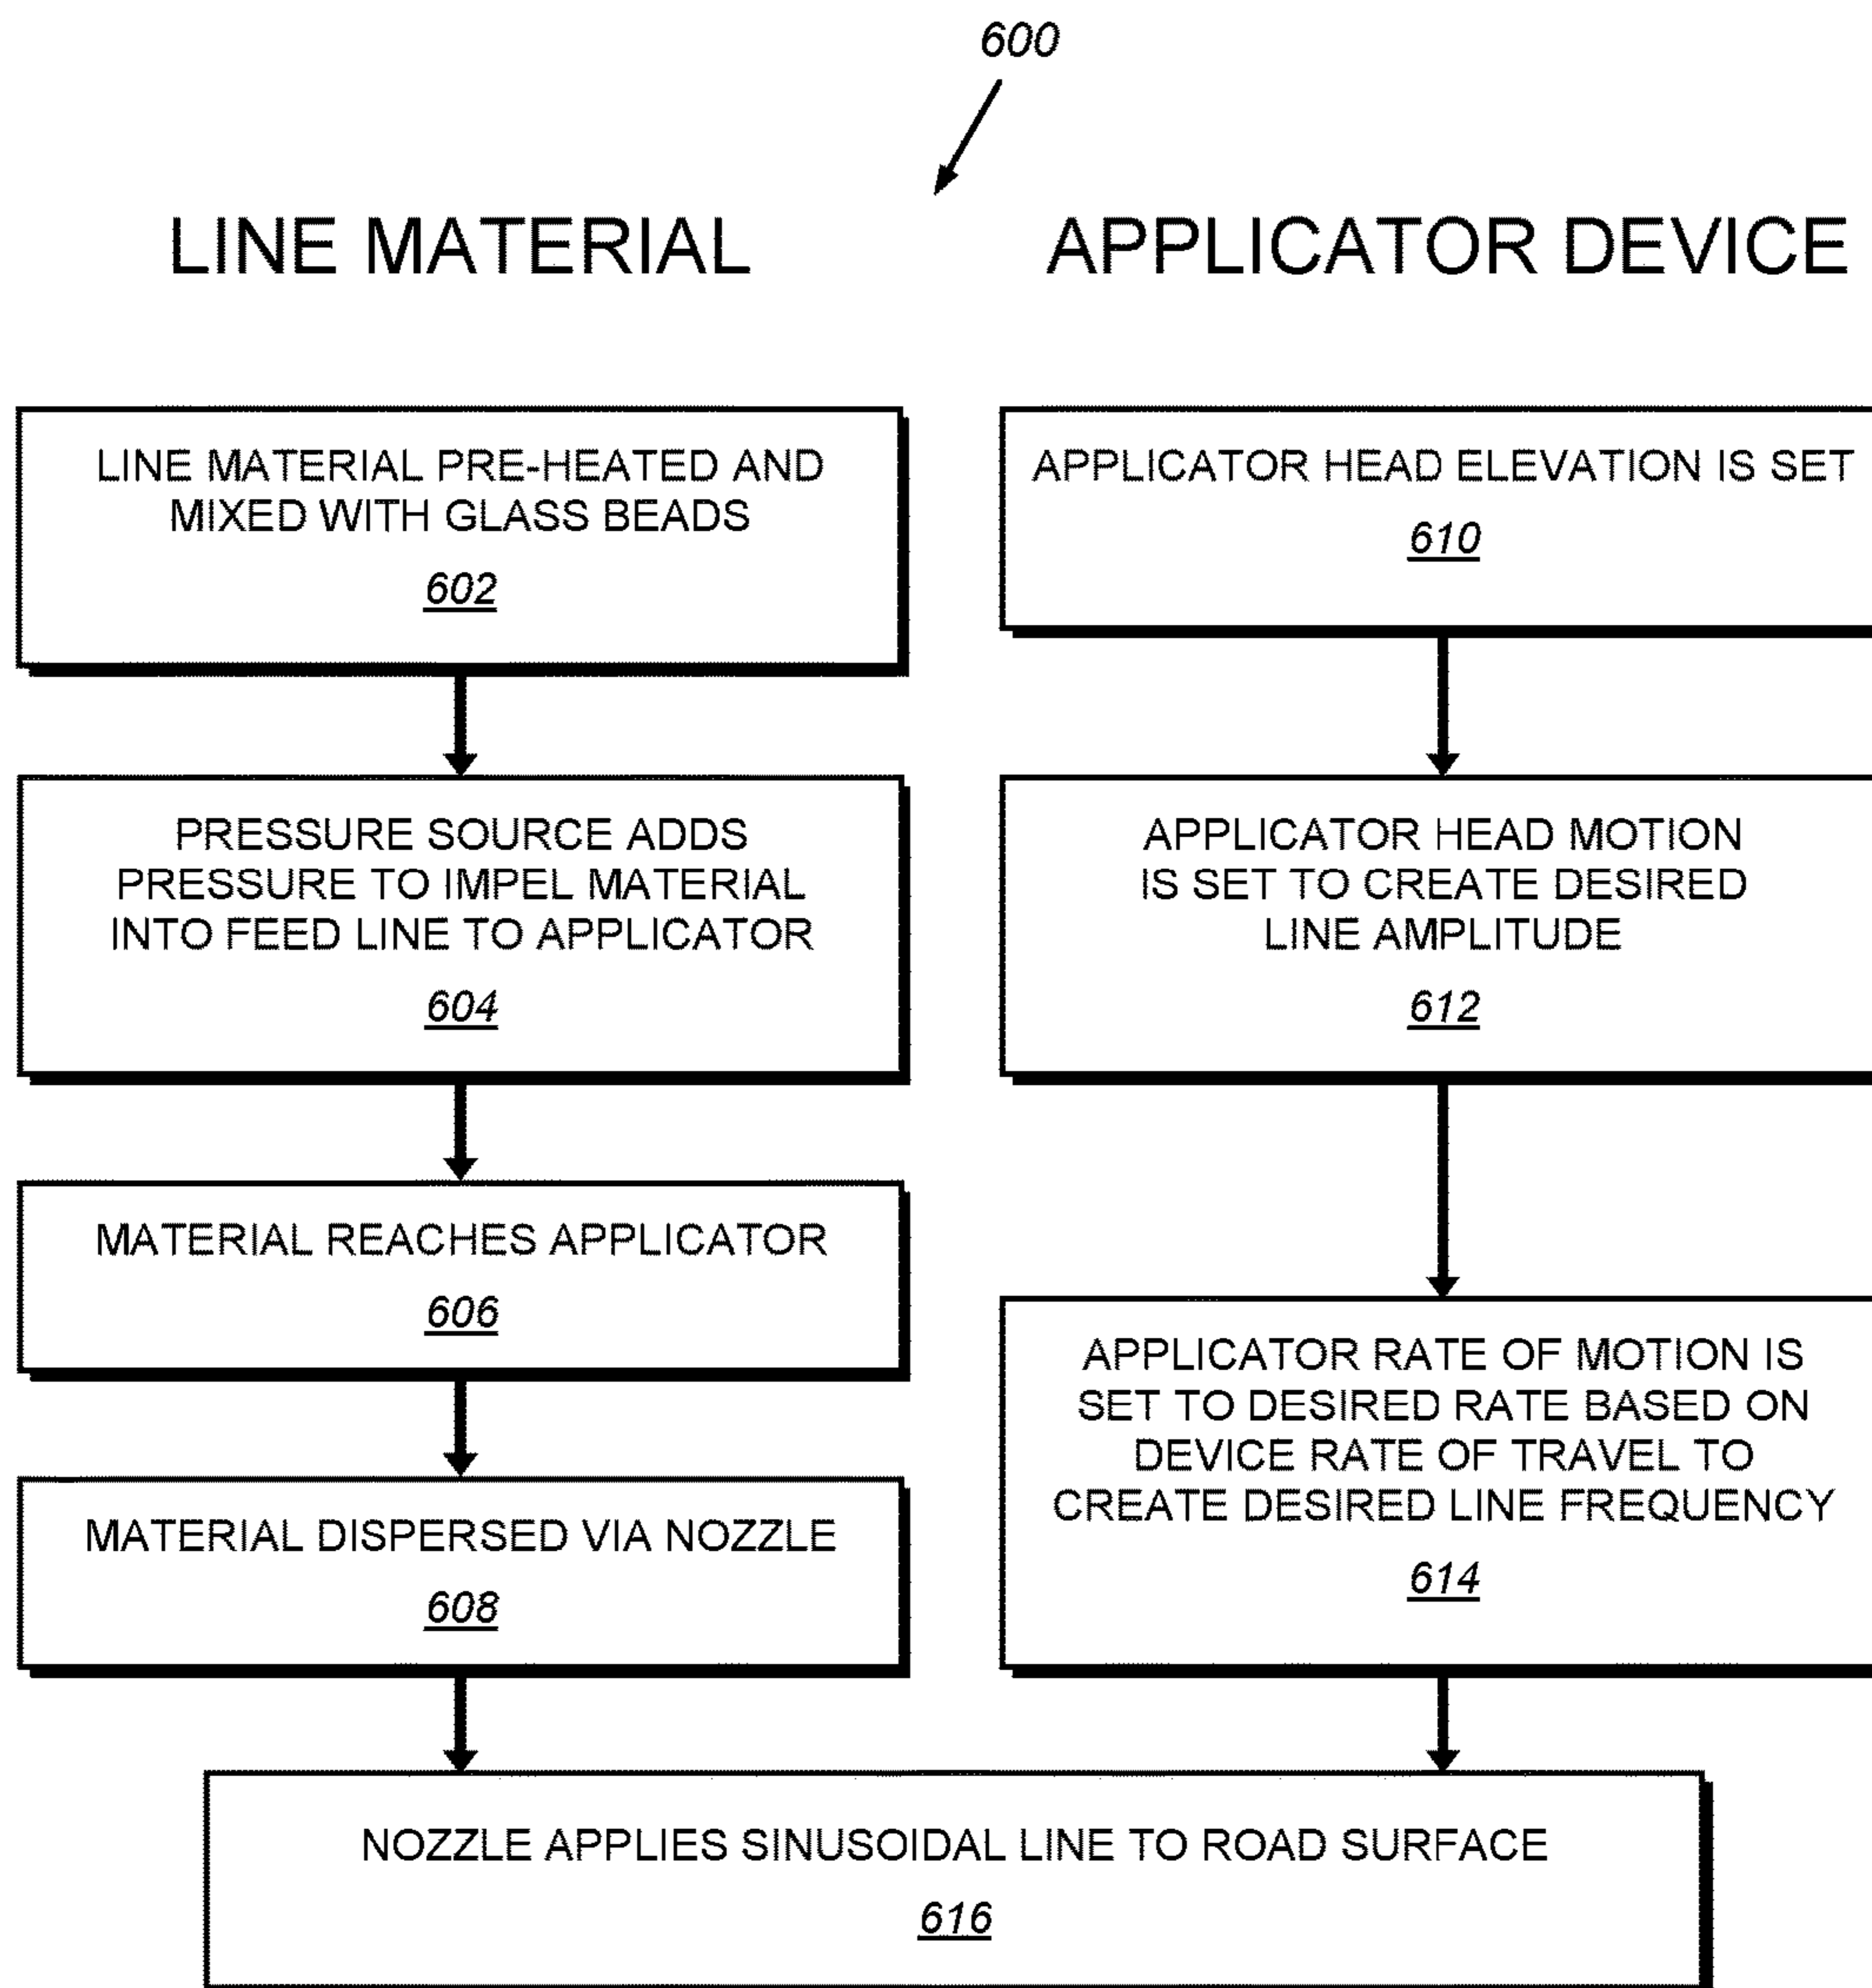 600
LINE MATERIAL
LINE MATERIAL PRE-HEATED AND
MIXED WITH GLASS BEADS
602
PRESSURE SOURCE ADDS
PRESSURE TO IMPEL MATERIAL
INTO FEED LINE TO APPLICATOR
604
MATERIAL REACHES APPLICATOR
606
MATERIAL DISPERSED VIA NOZZLE
608
APPLICATOR DEVICE
APPLICATOR HEAD ELEVATION IS SET
610
APPLICATOR HEAD MOTION
IS SET TO CREATE DESIRED
LINE AMPLITUDE
612
APPLICATOR RATE OF MOTION IS
SET TO DESIRED RATE BASED ON
DEVICE RATE OF TRAVEL TO
CREATE DESIRED LINE FREQUENCY
614
NOZZLE APPLIES SINUSOIDAL LINE TO ROAD SURFACE
616